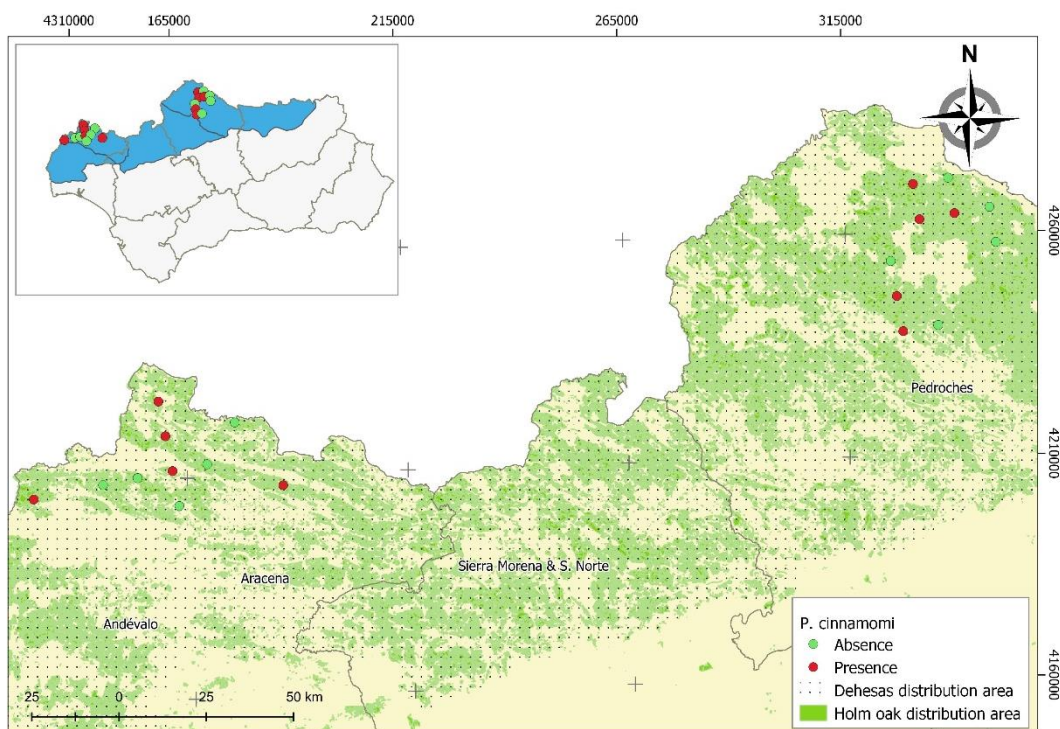 4310000 165000 215000 265000 315000
N
4260000
Pedroches
4210000
Sierra Morena & S. Norte
Aracena
Andévalo
P. cinnamomi
Absence
Presence
Dehesas distribution area
Holm oak distribution area
4160000
25 0 25 50 km